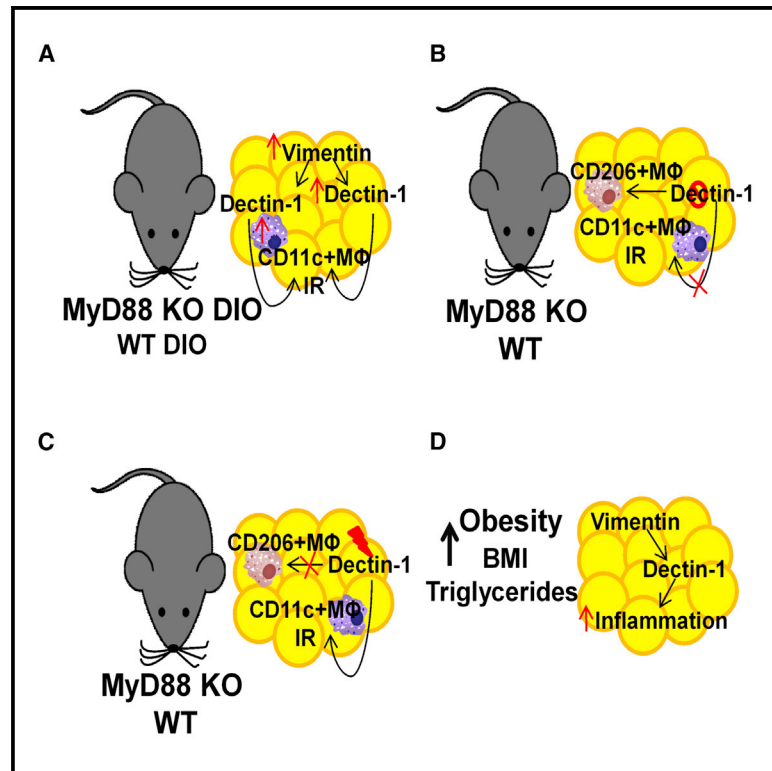 A
Vimentin
Dectin-1
Dectin-1
CD11c+MΦ
IR
MyD88 KO DIO
WT DIO
B
CD206+MΦ
Dectin-1
CD11c+MΦ
IR
MyD88 KO
WT
C
CD206+MΦ
Dectin-1
CD11c+MΦ
IR
MyD88 KO
WT
D
Obesity
BMI
Triglycerides
Vimentin
Dectin-1
Inflammation